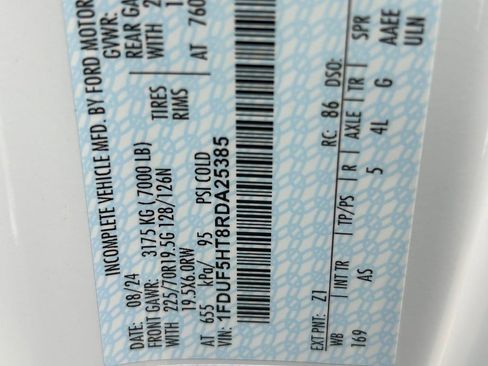 INCOMPLETE VEHICLE MFD. BY FORD MOTOR
DATE: 08/24 GVWR:
FRONT GAWR: 3175 KG ( 7000 LB) REAR GA
WITH 225/70R19.5G 128/126N TIRES WITH 2
19.5X6.0RW RIMS 1
AT 655 kPa/ 95 PSI COLD AT 760
VIN: 1FDUF5HT8RDA25385
EXT PNT: Z1 RC: 86 DSO:
WB INT TR TP/PS R AXLE TR SPR
169 AS 5 4L G AAEE
ULN